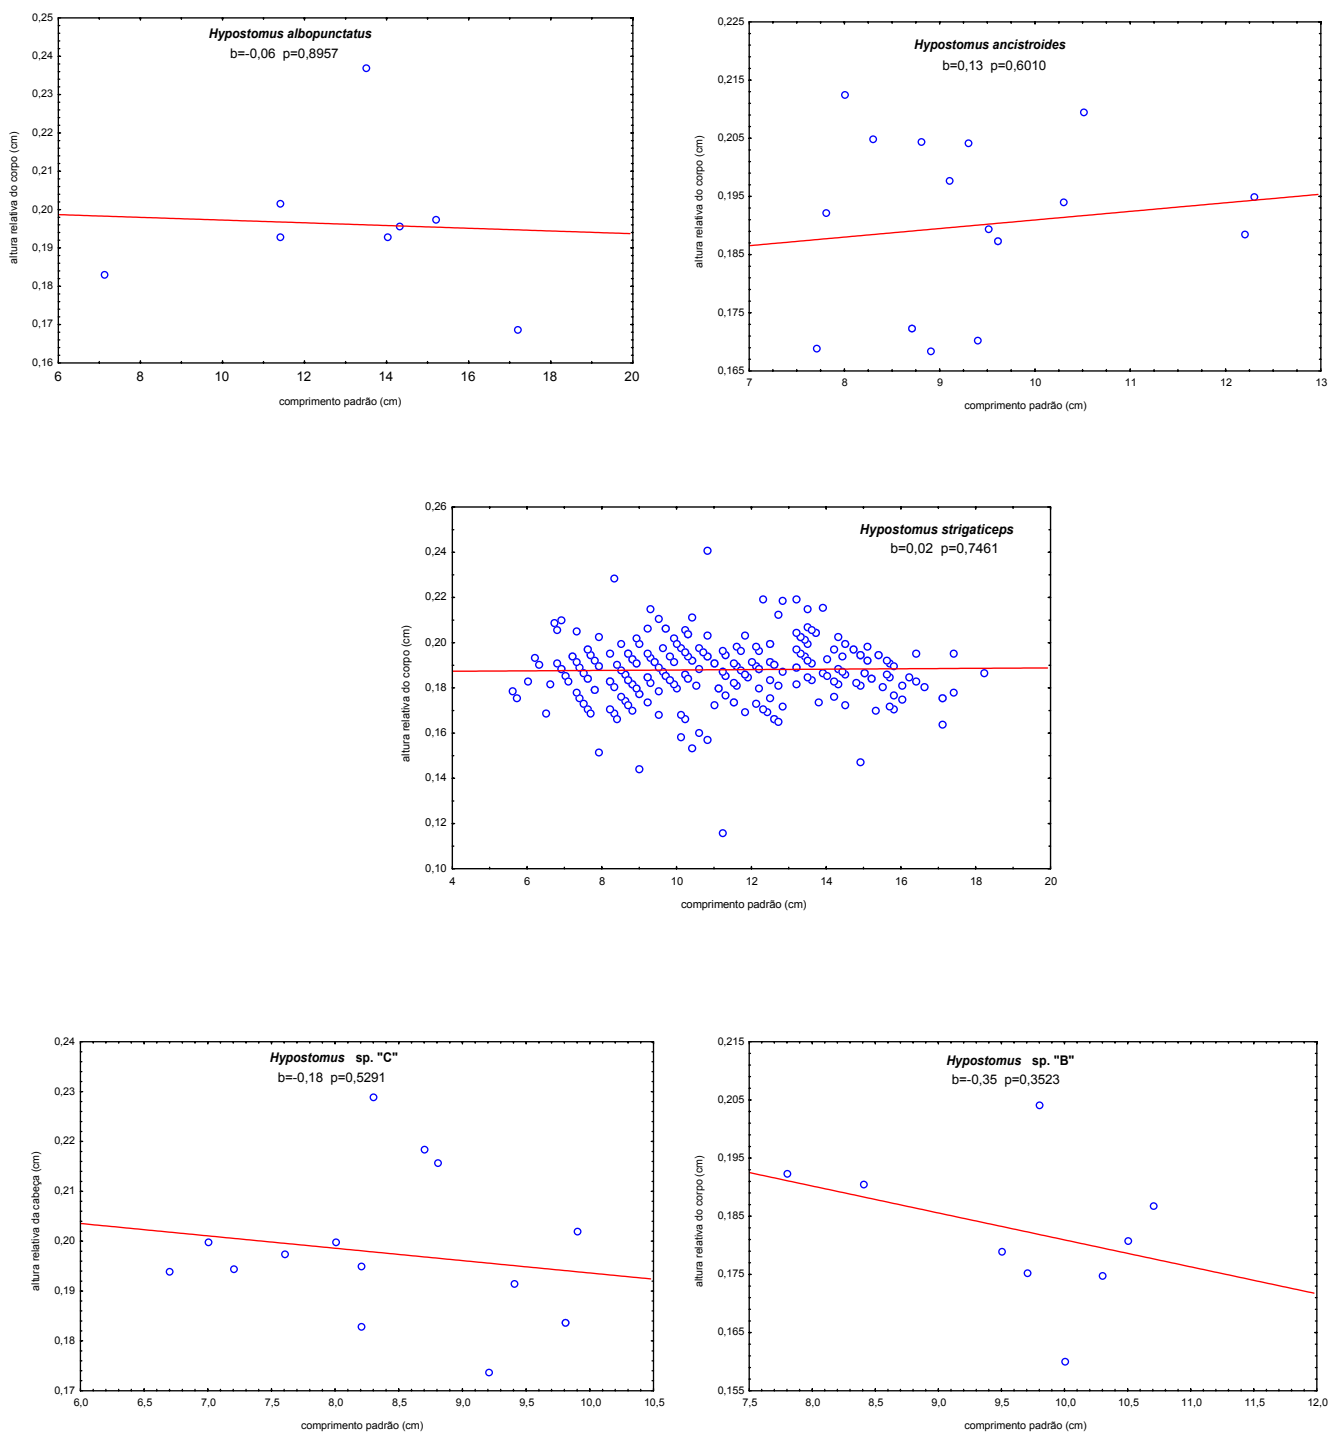 Hypostomus albopunctatus
b=-0,06 p=0,8957
altura relativa do corpo (cm)
0,25
0,24
0,23
0,22
0,21
0,20
0,19
0,18
0,17
0,16
6 8 10 12 14 16 18 20
comprimento padrão (cm)
Hypostomus ancistroides
b=0,13 p=0,6010
altura relativa do corpo (cm)
0,225
0,215
0,205
0,195
0,185
0,175
0,165
7 8 9 10 11 12 13
comprimento padrão (cm)
Hypostomus strigaticeps
b=0,02 p=0,7461
altura relativa do corpo (cm)
0,26
0,24
0,22
0,20
0,18
0,16
0,14
0,12
0,10
4 6 8 10 12 14 16 18 20
comprimento padrão (cm)
Hypostomus sp. "C"
b=-0,18 p=0,5291
altura relativa da cabeça (cm)
0,24
0,23
0,22
0,21
0,20
0,19
0,18
0,17
6,0 6,5 7,0 7,5 8,0 8,5 9,0 9,5 10,0 10,5
comprimento padrão (cm)
Hypostomus sp. "B"
b=-0,35 p=0,3523
altura relativa do corpo (cm)
0,215
0,205
0,195
0,185
0,175
0,165
0,155
7,5 8,0 8,5 9,0 9,5 10,0 10,5 11,0 11,5 12,0
comprimento padrão (cm)